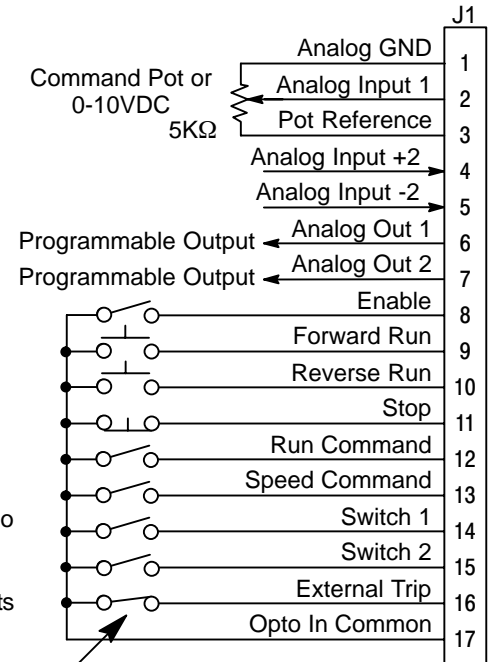 J1
Analog GND 1
Command Pot or
0-10VDC
Analog Input 1 2
5KΩ Pot Reference 3
Analog Input +2 4
Analog Input -2 5
Programmable Output Analog Out 1 6
Programmable Output Analog Out 2 7
Enable 8
Forward Run 9
Reverse Run 10
Stop 11
Run Command 12
Speed Command 13
o Switch 1 14
Switch 2 15
ts External Trip 16
Opto In Common 17